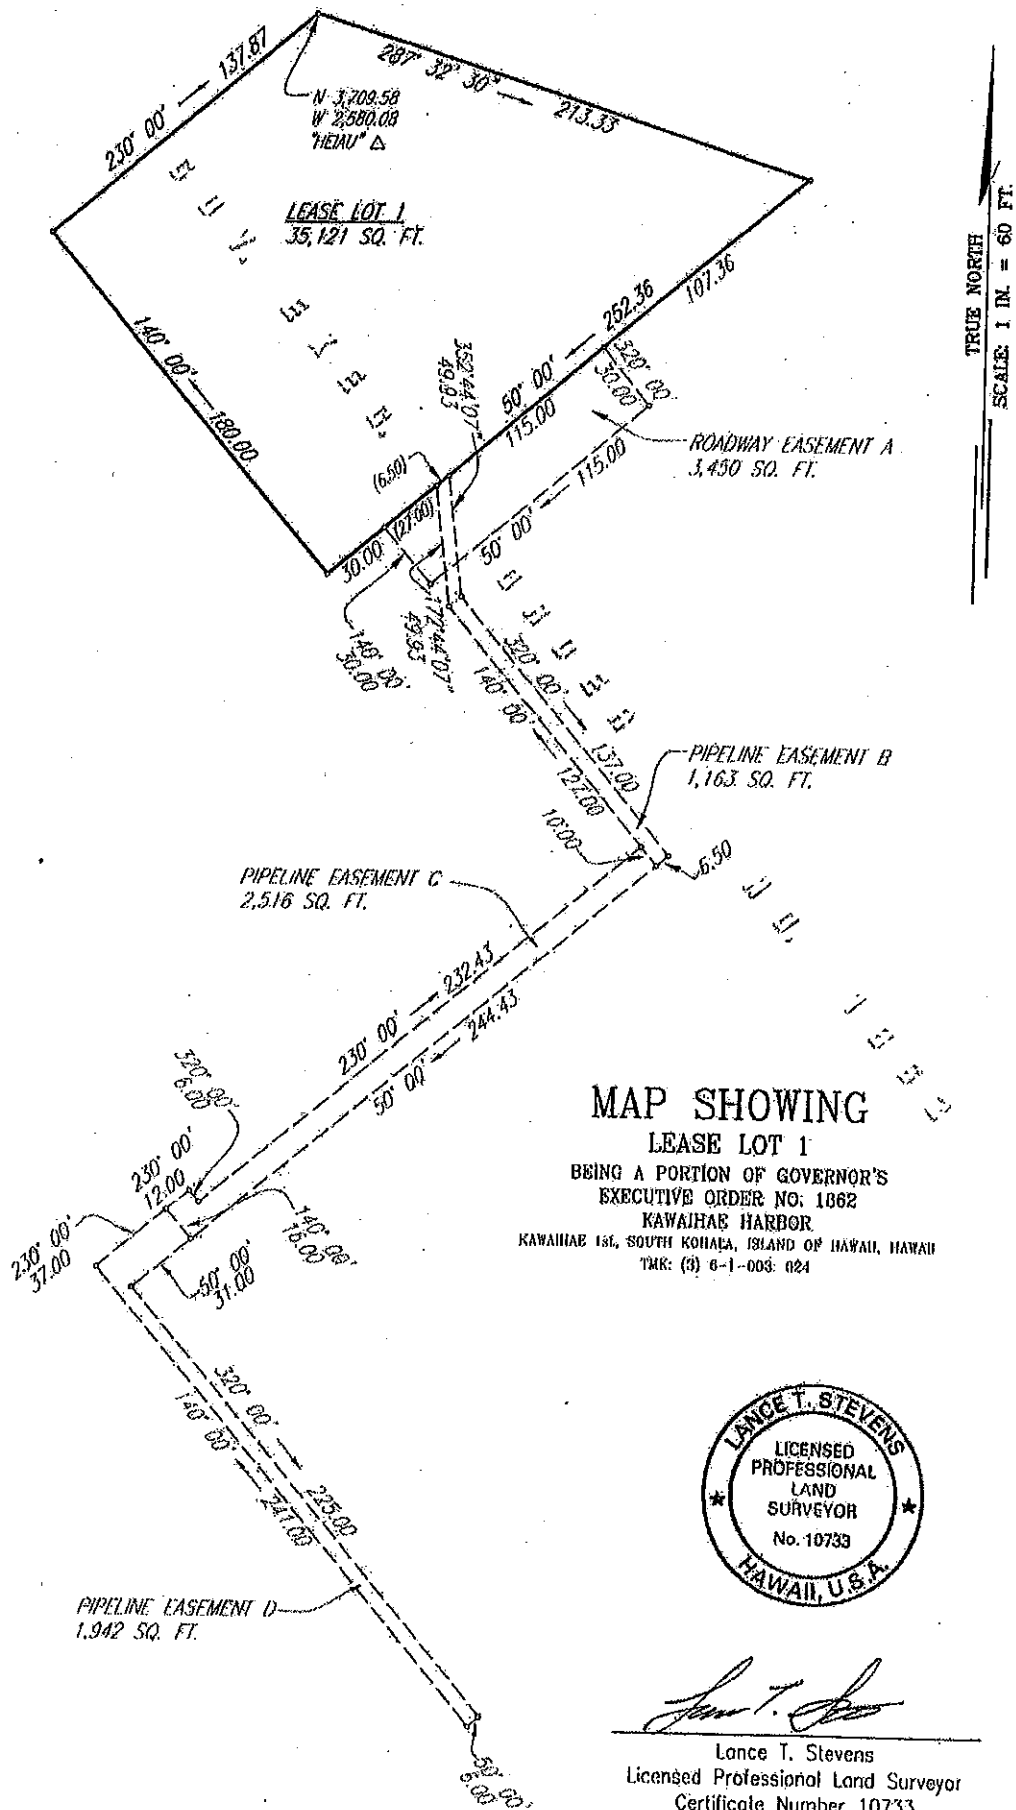 230° 00' 137.87
287° 32' 30" 213.33
N 3,709.58
W 2,580.03
"HEIAU" Δ
LEASE LOT 1
35,121 SQ. FT.
TRUE NORTH
SCALE: 1 IN. = 60 FT.
140° 00' 180.00
352° 44' 07"
49.93
50° 00' 252.36
107.36
115.00
320° 00'
30.00
ROADWAY EASEMENT A
3,450 SQ. FT.
(6.50)
(27.00)
30.00
50° 00' 115.00
140° 00'
30.00
172° 44' 07"
49.93
320° 00' 137.00
140° 00' 127.00
PIPELINE EASEMENT B
1,163 SQ. FT.
10.00
6.50
PIPELINE EASEMENT C
2,516 SQ. FT.
230° 00' 232.43
50° 00' 244.43
320° 00'
6.00
230° 00'
12.00
230° 00'
37.00
140° 00'
16.00
50° 00'
31.00
MAP SHOWING
LEASE LOT 1
BEING A PORTION OF GOVERNOR'S
EXECUTIVE ORDER NO: 1862
KAWAIHAE HARBOR
KAWAIHAE 1st, SOUTH KOHALA, ISLAND OF HAWAII, HAWAII
TMK: (3) 6-1-003: 024
320° 00' 225.00
140° 00' 241.00
PIPELINE EASEMENT D
1,942 SQ. FT.
50° 00'
6.00
LANCE T. STEVENS
LICENSED
PROFESSIONAL
LAND
SURVEYOR
No. 10733
HAWAII, U.S.A.
Lance T. Stevens
Licensed Professional Land Surveyor
Certificate Number 10733